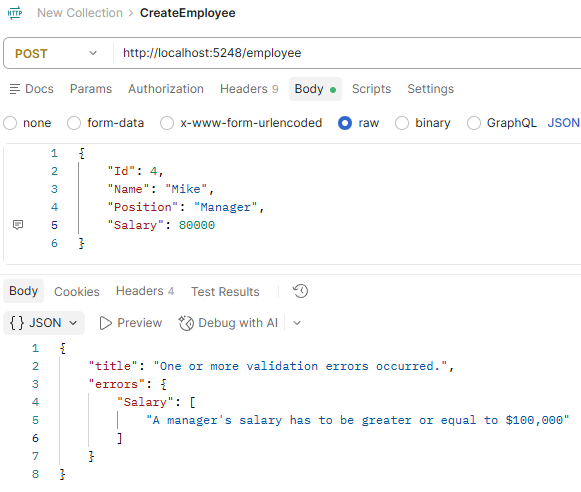 HTTP New Collection > CreateEmployee
POST http://localhost:5248/employee
Docs Params Authorization Headers 9 Body Scripts Settings
none form-data x-www-form-urlencoded raw binary GraphQL JSON
1 {
2 "Id": 4,
3 "Name": "Mike",
4 "Position": "Manager",
5 "Salary": 80000
6 }
Body Cookies Headers 4 Test Results
{} JSON Preview Debug with AI
1 {
2 "title": "One or more validation errors occurred.",
3 "errors": {
4 "Salary": [
5 "A manager's salary has to be greater or equal to $100,000"
6 ]
7 }
8 }